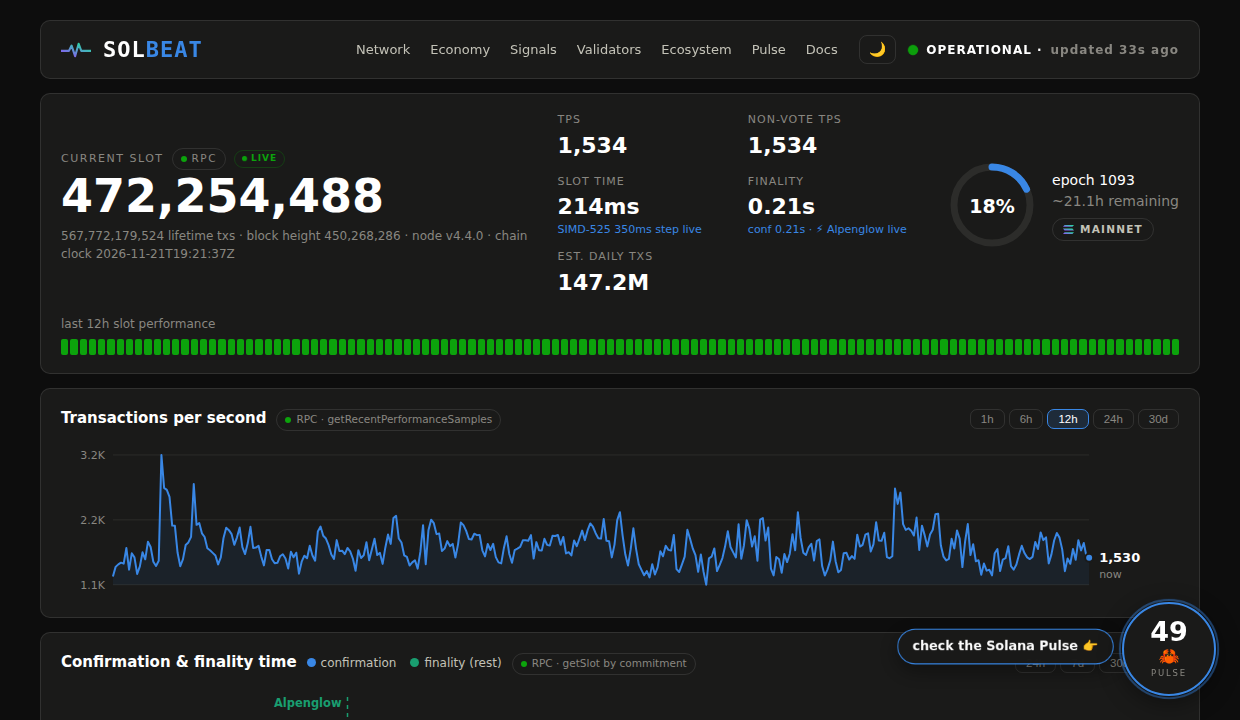 SOLBEAT
Network Economy Signals Validators Ecosystem Pulse Docs 🌙 OPERATIONAL · updated 33s ago
CURRENT SLOT RPC LIVE
472,254,488
567,772,179,524 lifetime txs · block height 450,268,286 · node v4.4.0 · chain
clock 2026-11-21T19:21:37Z
TPS
1,534
NON-VOTE TPS
1,534
SLOT TIME
214ms
SIMD-525 350ms step live
FINALITY
0.21s
conf 0.21s · ⚡ Alpenglow live
EST. DAILY TXS
147.2M
18%
epoch 1093
~21.1h remaining
MAINNET
last 12h slot performance
Transactions per second RPC · getRecentPerformanceSamples 1h 6h 12h 24h 30d
3.2K
2.2K
1.1K
1,530
now
Confirmation & finality time confirmation finality (rest) RPC · getSlot by commitment
check the Solana Pulse 👉
49
🦀
PULSE
Alpenglow